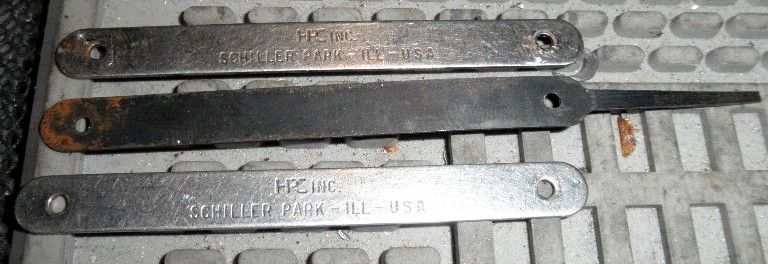 HPC INC.
SCHILLER PARK - ILL - USA
HPC INC.
SCHILLER PARK - ILL - USA